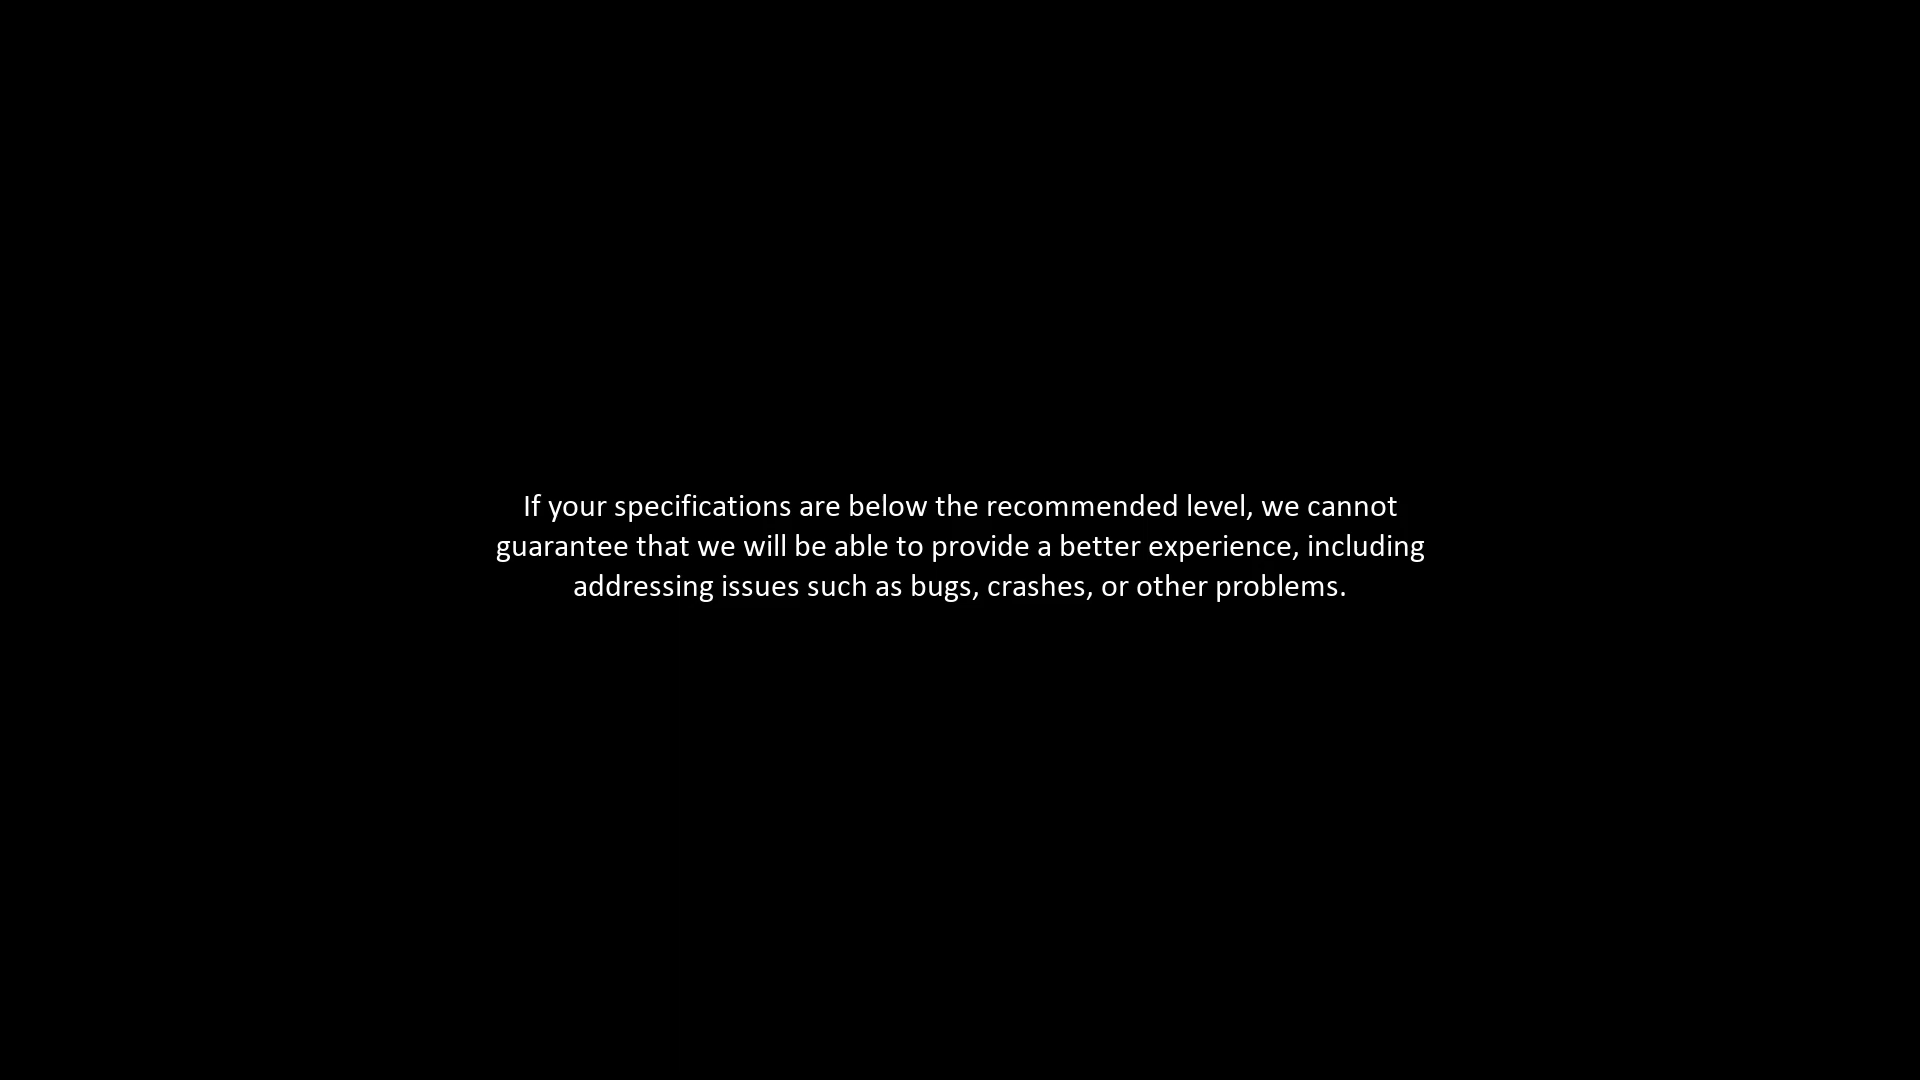 If your specifications are below the recommended level, we cannot
guarantee that we will be able to provide a better experience, including
addressing issues such as bugs, crashes, or other problems.